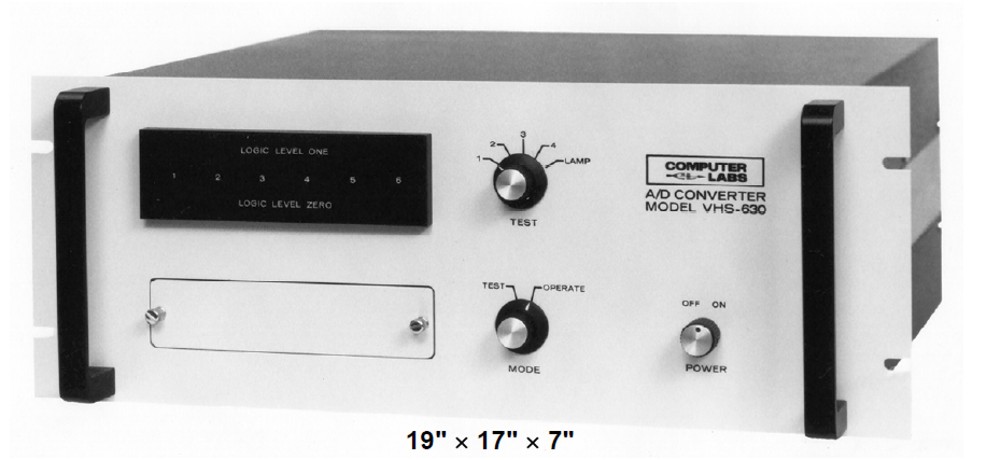 LOGIC LEVEL ONE
1 2 3 4 5 6
LOGIC LEVEL ZERO
1 2 3 4 LAMP
TEST
COMPUTER
CL LABS
A/D CONVERTER
MODEL VHS-630
TEST OPERATE
MODE
OFF ON
POWER
19" × 17" × 7"